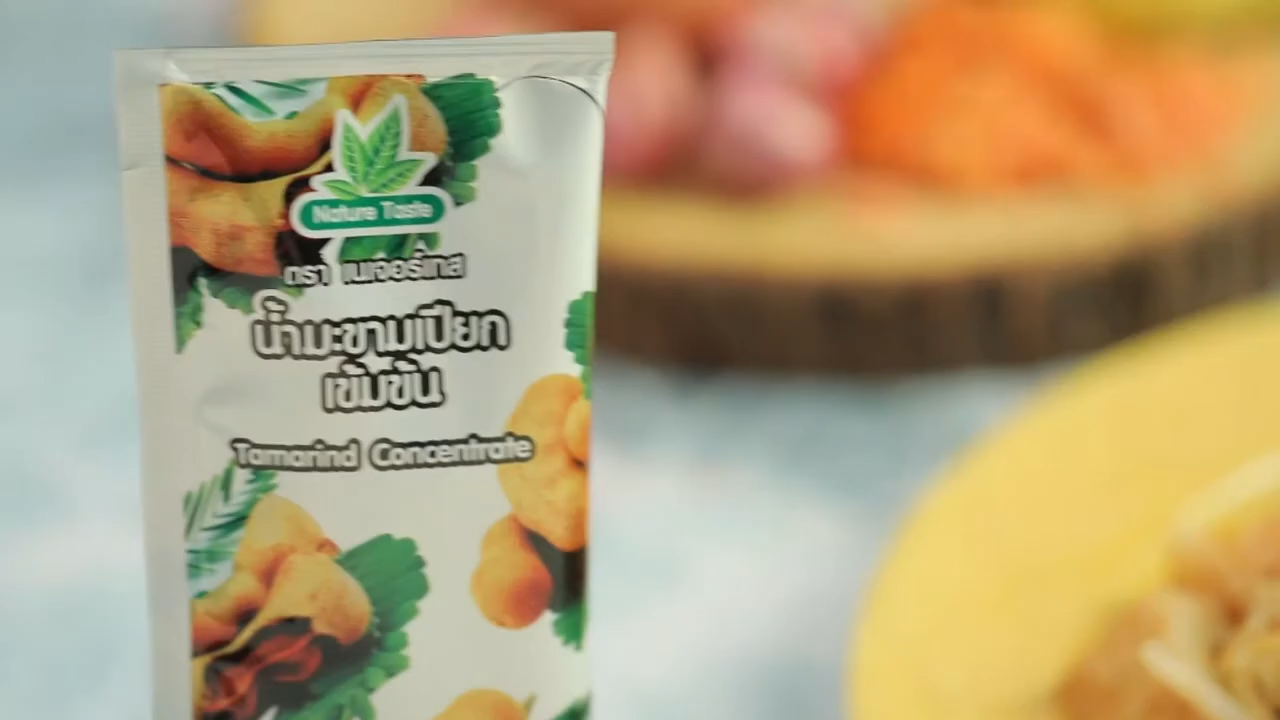 Nature Taste
ตรา เนเจอร์เทส
น้ำมะขามเปียก
เข้มข้น
Tamarind Concentrate